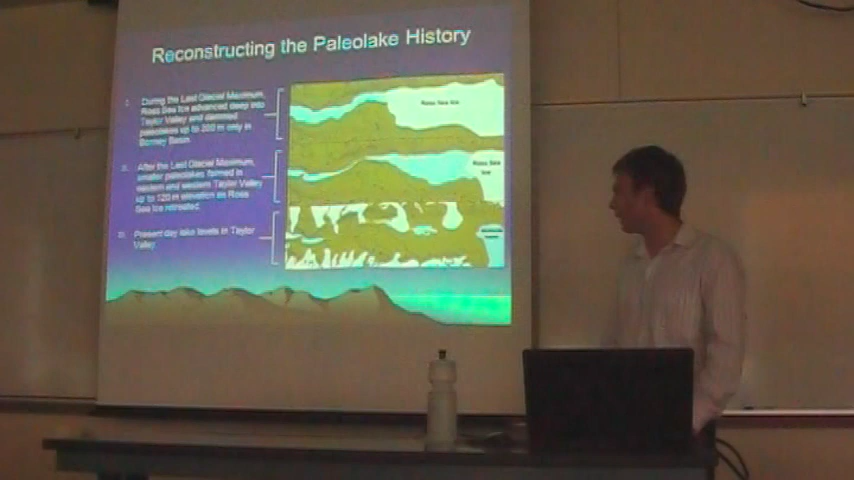 Reconstructing the Paleolake History
I. During the Last Glacial Maximum,
Ross Sea Ice advanced deep into
Taylor Valley and dammed
paleolakes up to 300 m only in
Bonney Basin.
II. After the Last Glacial Maximum,
smaller paleolakes formed in
eastern and western Taylor Valley
up to 120 m elevation as Ross
Sea Ice retreated.
III. Present day lake levels in Taylor
Valley
Ross Sea Ice
Ross Sea
Ice